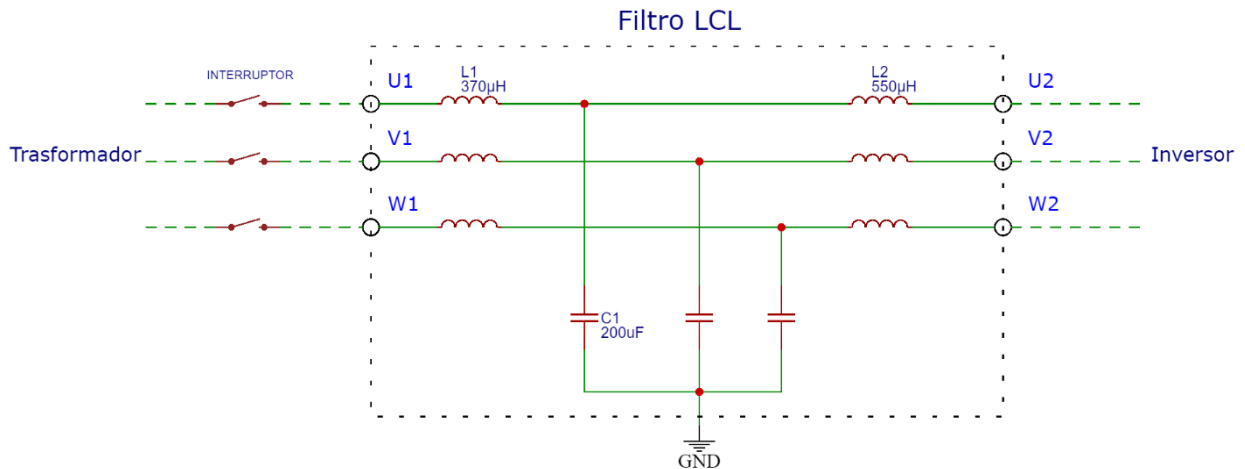 Filtro LCL
INTERRUPTOR
U1
L1
370µH
L2
550µH
U2
V1
V2
Trasformador
Inversor
W1
W2
C1
200uF
GND